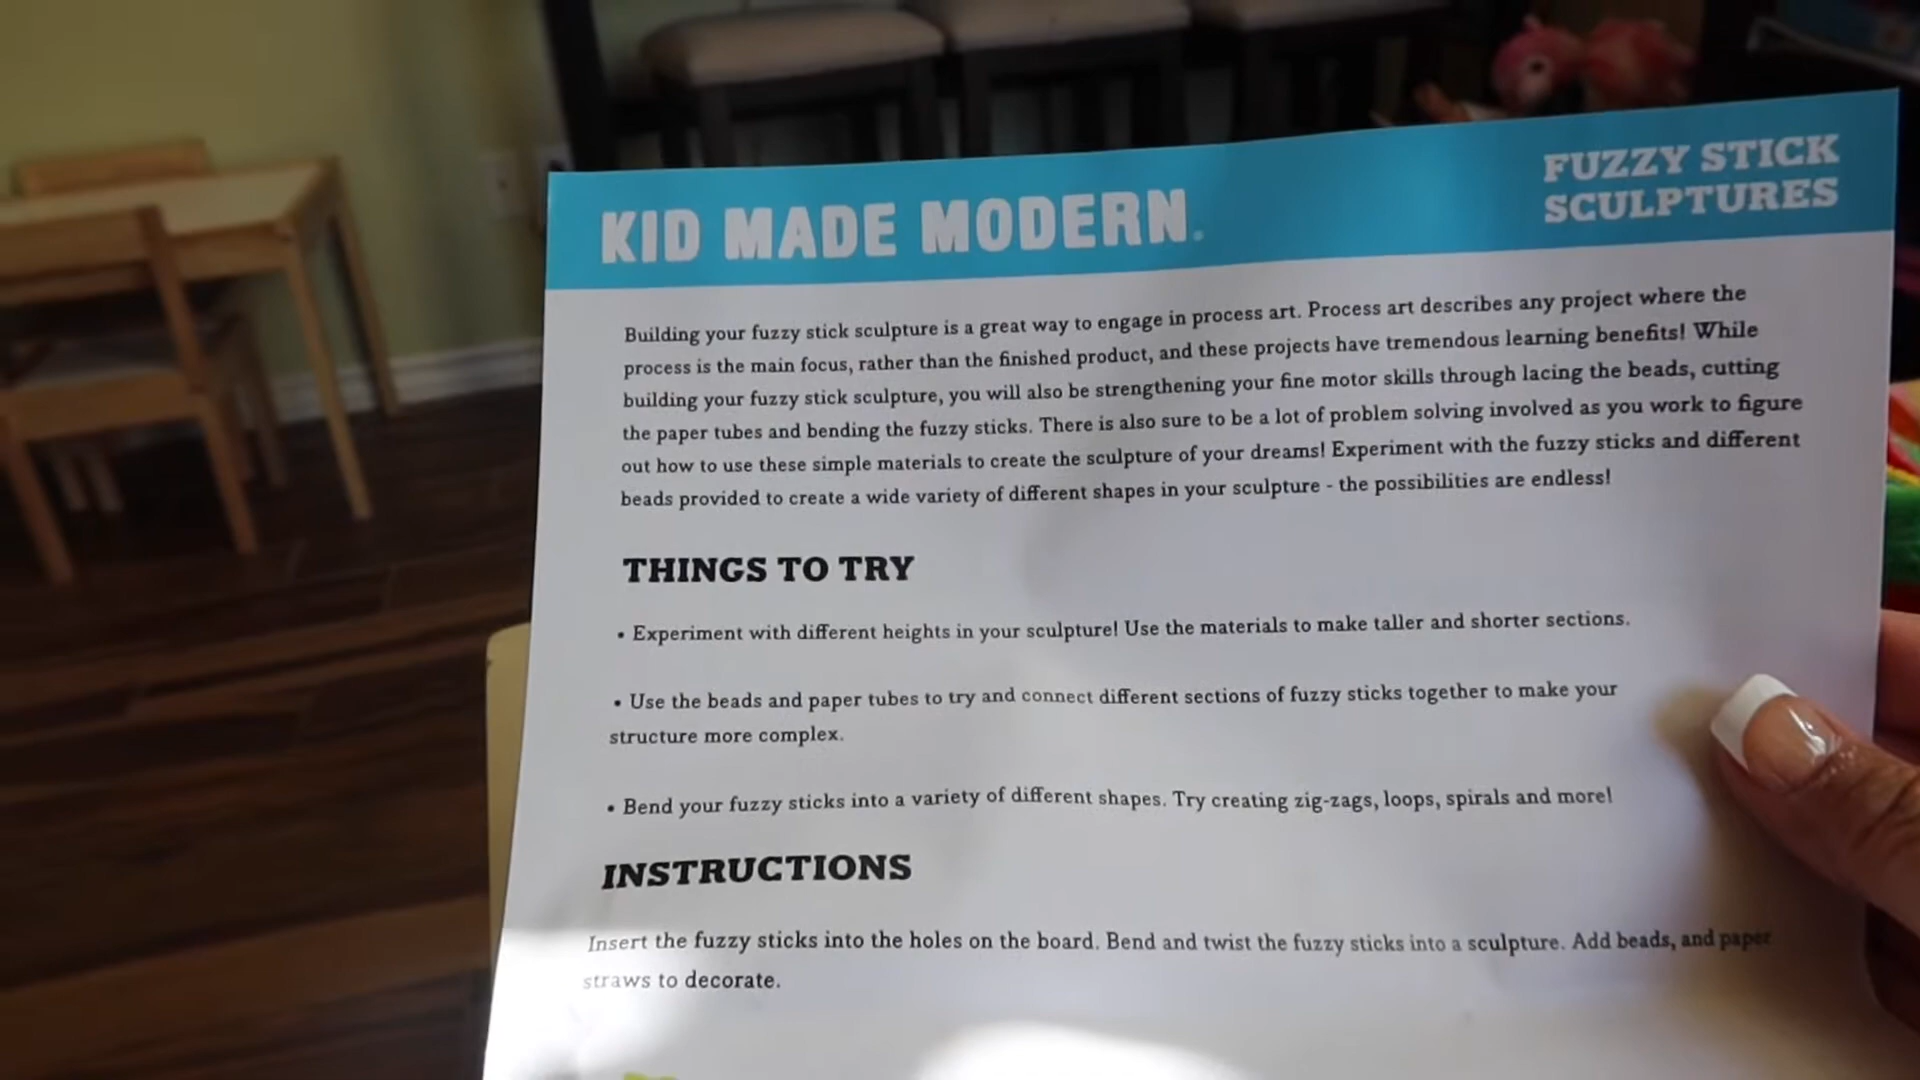 KID MADE MODERN.
FUZZY STICK
SCULPTURES
Building your fuzzy stick sculpture is a great way to engage in process art. Process art describes any project where the
process is the main focus, rather than the finished product, and these projects have tremendous learning benefits! While
building your fuzzy stick sculpture, you will also be strengthening your fine motor skills through lacing the beads, cutting
the paper tubes and bending the fuzzy sticks. There is also sure to be a lot of problem solving involved as you work to figure
out how to use these simple materials to create the sculpture of your dreams! Experiment with the fuzzy sticks and different
beads provided to create a wide variety of different shapes in your sculpture - the possibilities are endless!
THINGS TO TRY
• Experiment with different heights in your sculpture! Use the materials to make taller and shorter sections.
• Use the beads and paper tubes to try and connect different sections of fuzzy sticks together to make your
structure more complex.
• Bend your fuzzy sticks into a variety of different shapes. Try creating zig-zags, loops, spirals and more!
INSTRUCTIONS
Insert the fuzzy sticks into the holes on the board. Bend and twist the fuzzy sticks into a sculpture. Add beads, and paper
straws to decorate.